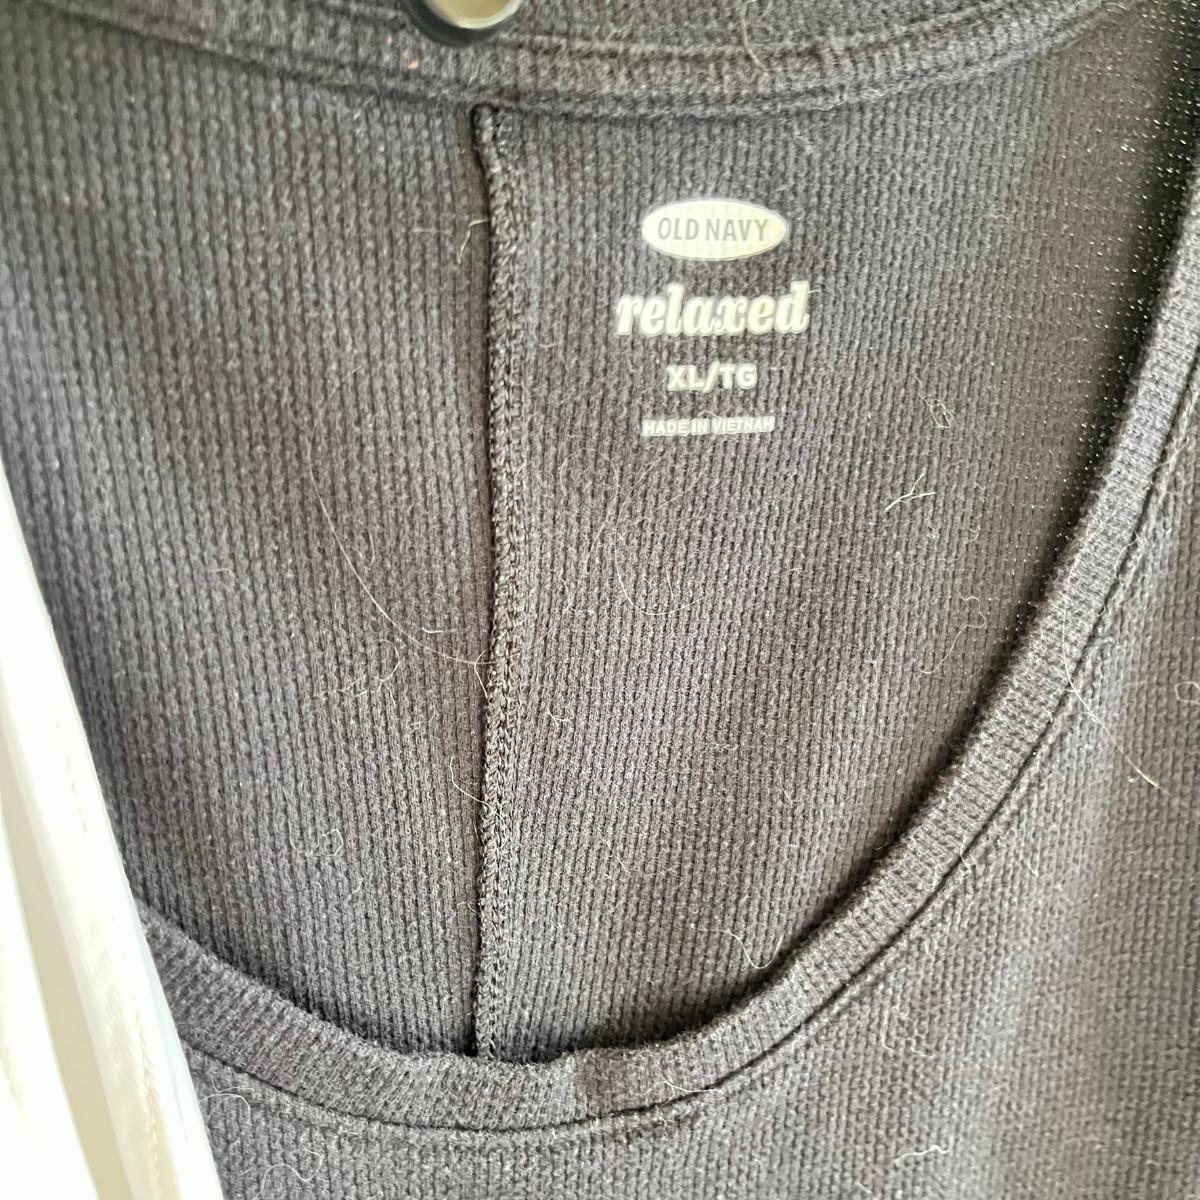 OLD NAVY
relaxed
XL/TG
MADE IN VIETNAM